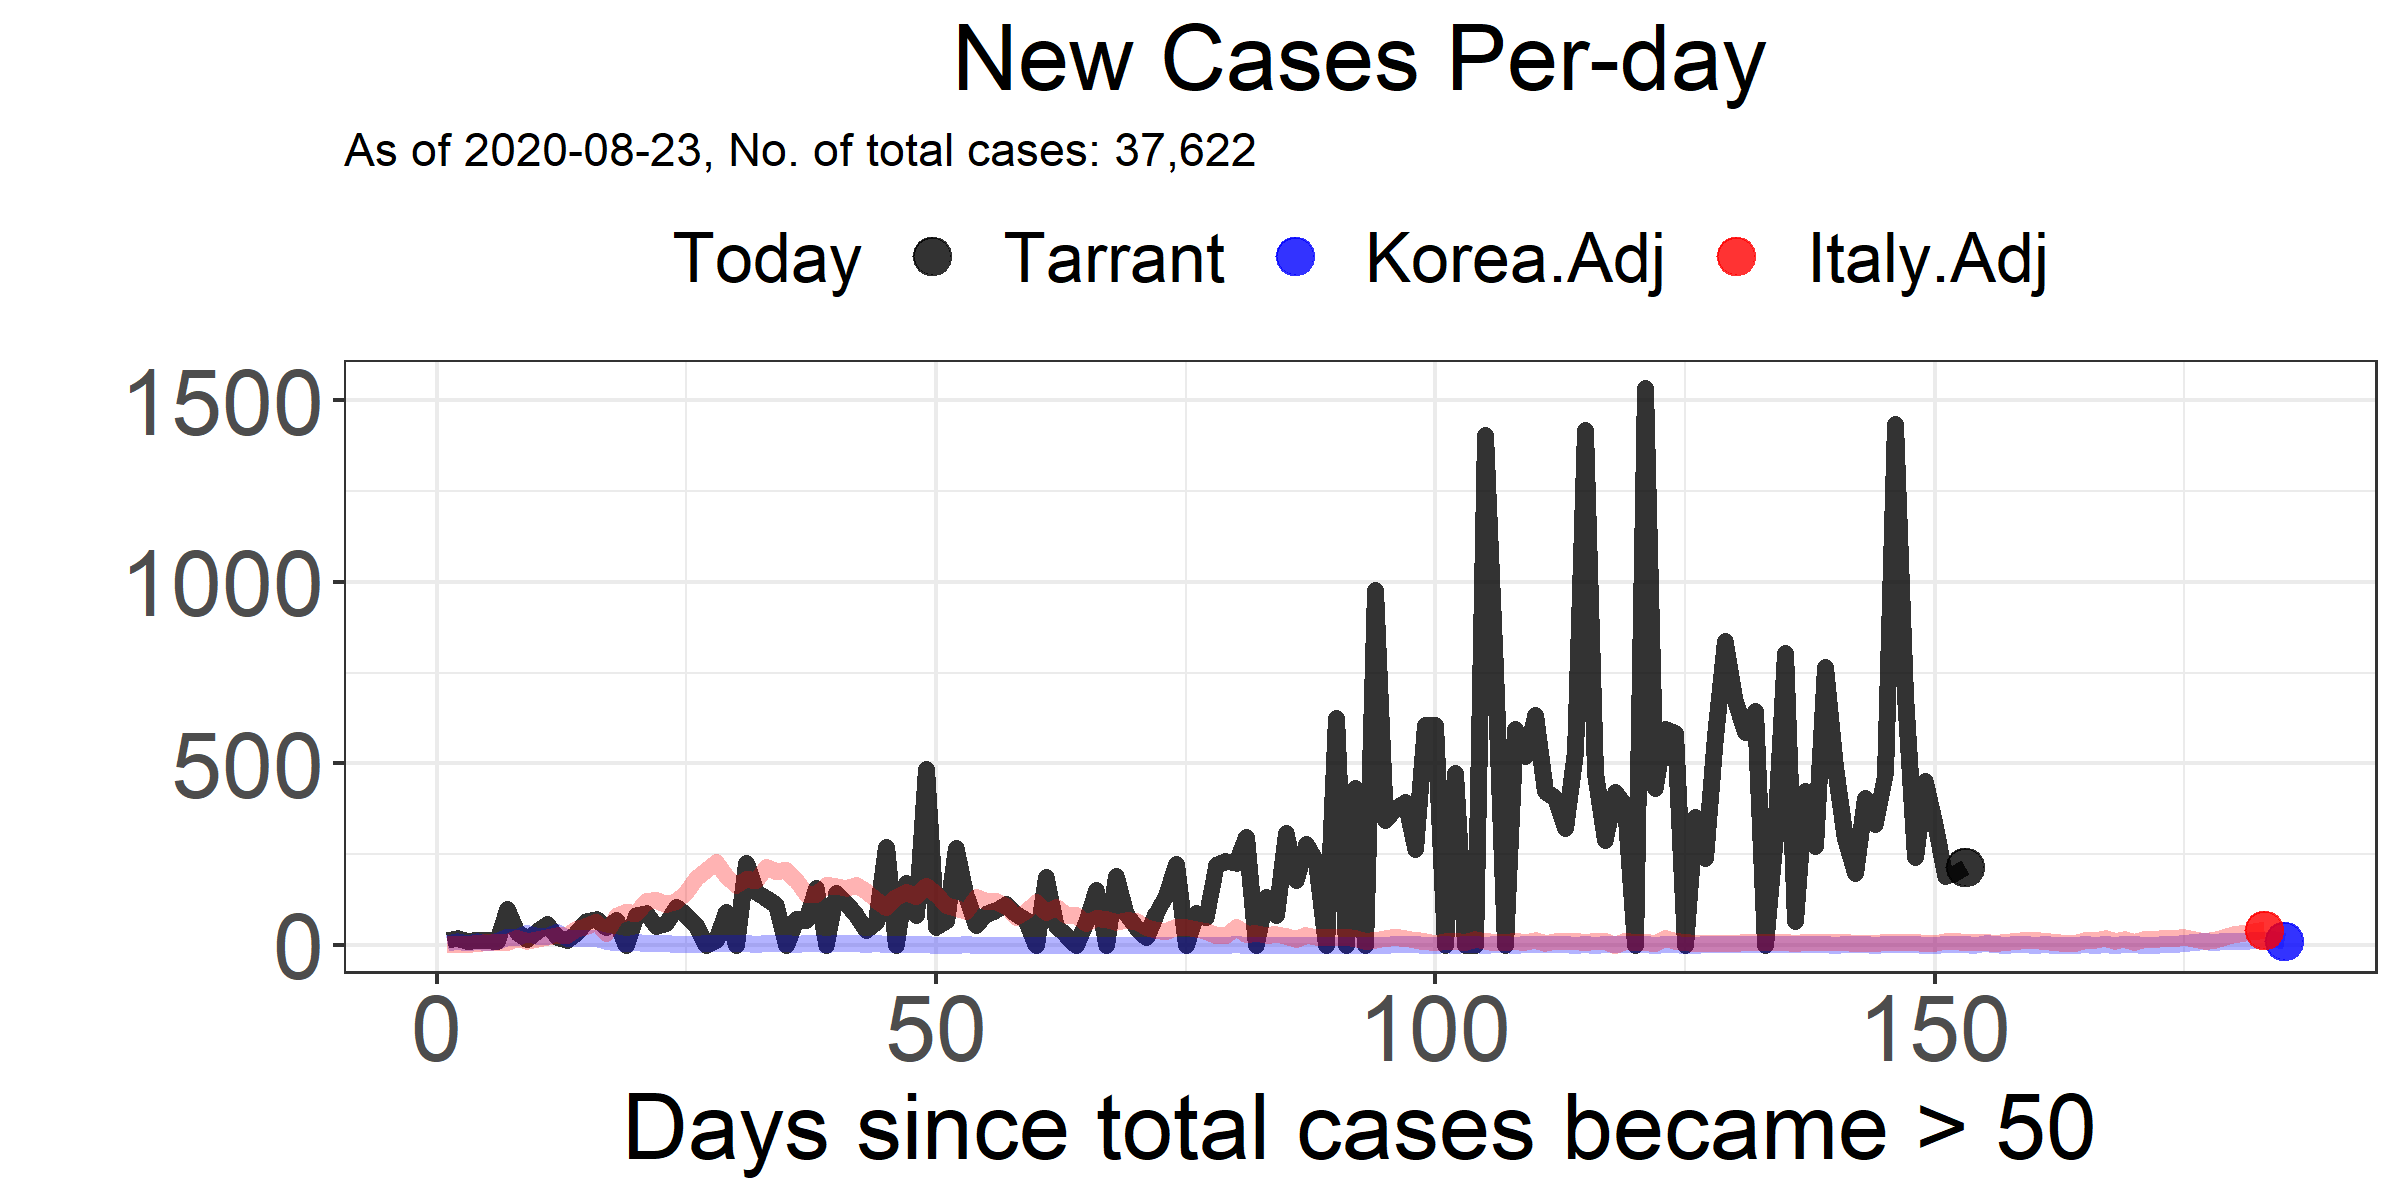 New Cases Per-day
As of 2020-08-23, No. of total cases: 37,622
Today Tarrant Korea.Adj Italy.Adj
1500
1000
500
0
0 50 100 150
Days since total cases became > 50